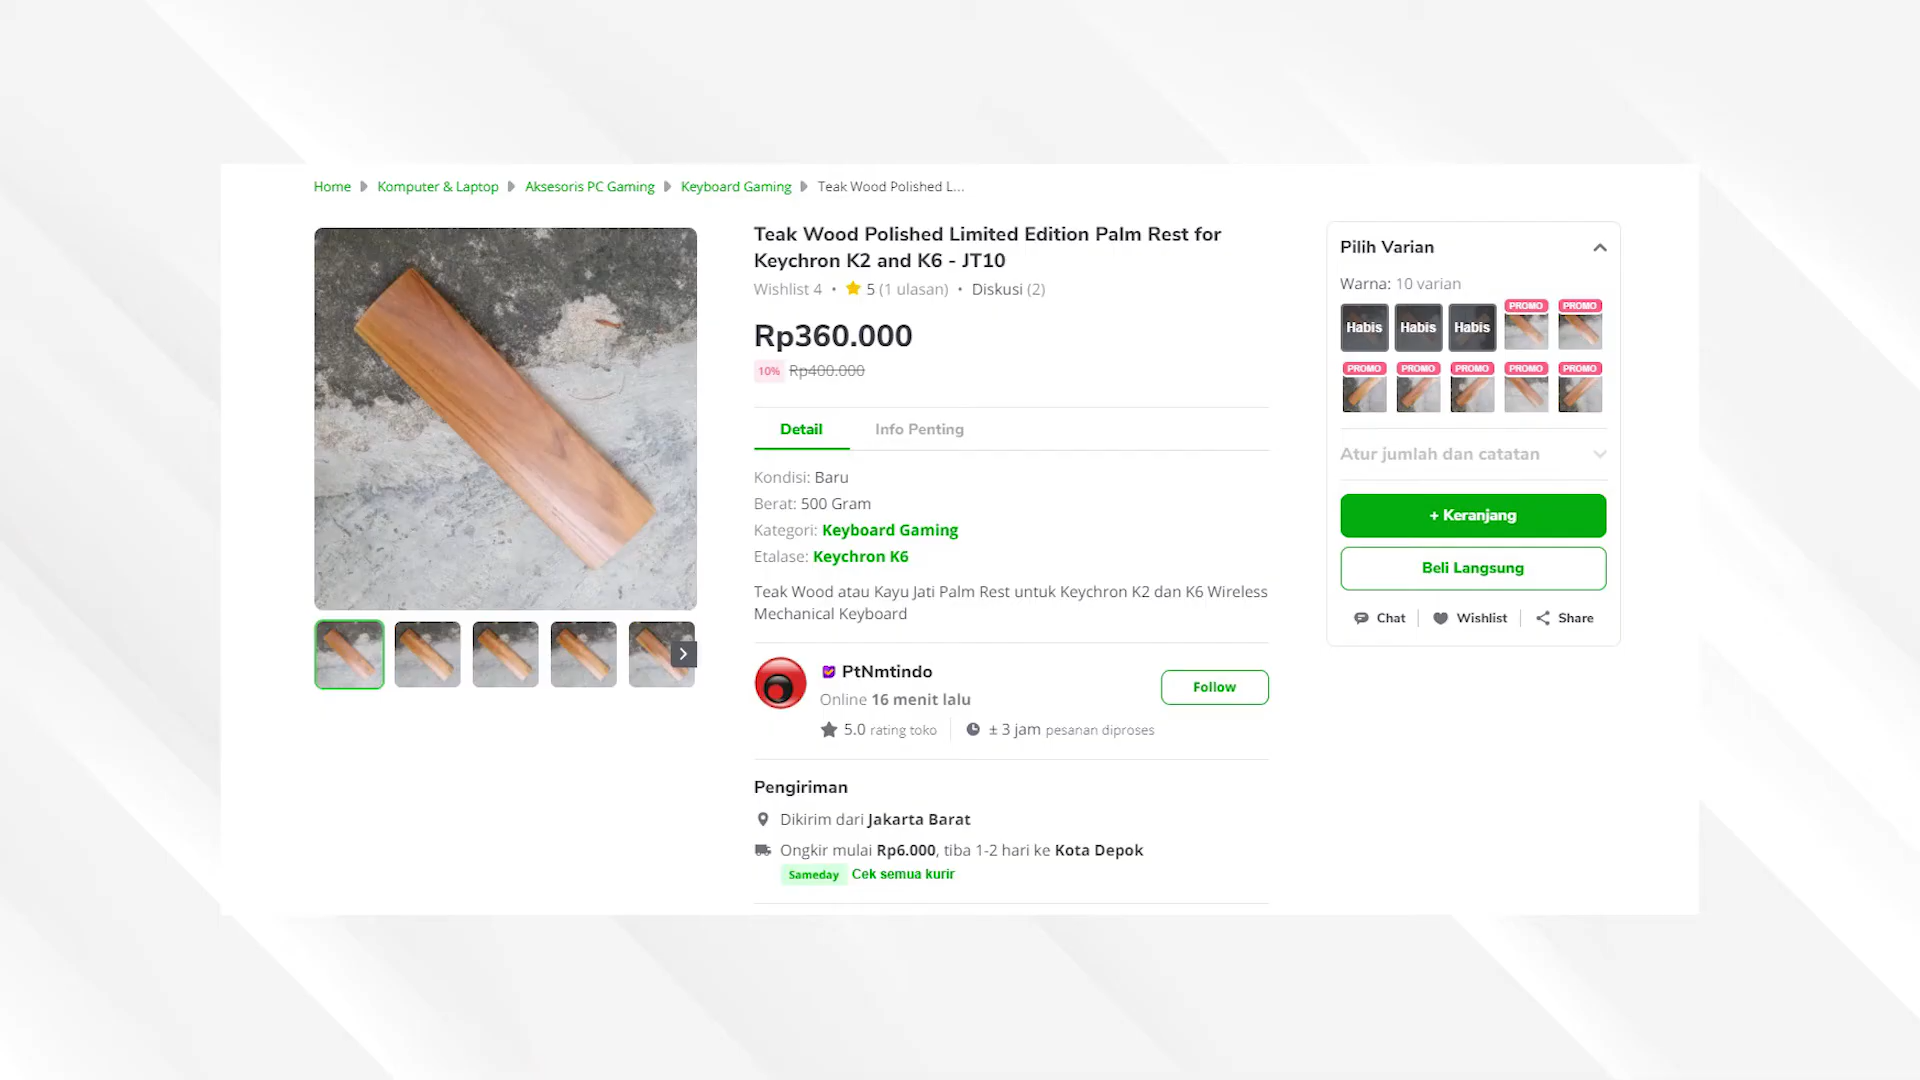 Home Komputer & Laptop Aksesoris PC Gaming Keyboard Gaming Teak Wood Polished L...
Teak Wood Polished Limited Edition Palm Rest for
Keychron K2 and K6 - JT10
Wishlist 4 • 5 (1 ulasan) • Diskusi (2)
Rp360.000
10% Rp400.000
Detail Info Penting
Kondisi: Baru
Berat: 500 Gram
Kategori: Keyboard Gaming
Etalase: Keychron K6
Teak Wood atau Kayu Jati Palm Rest untuk Keychron K2 dan K6 Wireless
Mechanical Keyboard
PtNmtindo
Online 16 menit lalu
Follow
5.0 rating toko ± 3 jam pesanan diproses
Pengiriman
Dikirim dari Jakarta Barat
Ongkir mulai Rp6.000, tiba 1-2 hari ke Kota Depok
Sameday Cek semua kurir
Pilih Varian
Warna: 10 varian
Habis Habis Habis PROMO PROMO
PROMO PROMO PROMO PROMO PROMO
Atur jumlah dan catatan
+ Keranjang
Beli Langsung
Chat Wishlist Share